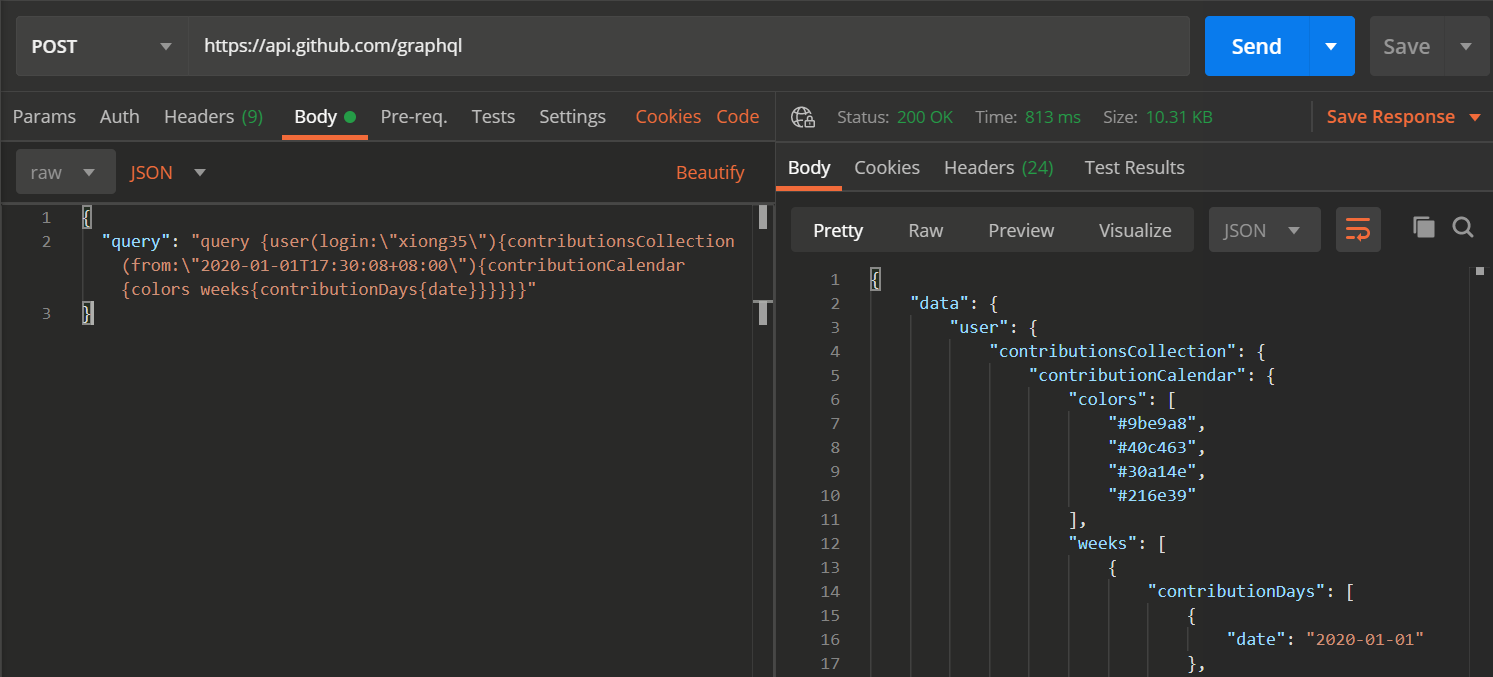 POST https://api.github.com/graphql Send Save
Params Auth Headers (9) Body Pre-req. Tests Settings Cookies Code
raw JSON Beautify
1 {
2 "query": "query {user(login:\"xiong35\"){contributionsCollection
(from:\"2020-01-01T17:30:08+08:00\"){contributionCalendar
{colors weeks{contributionDays{date}}}}}}"
3 }
Status: 200 OK Time: 813 ms Size: 10.31 KB Save Response
Body Cookies Headers (24) Test Results
Pretty Raw Preview Visualize JSON
1 {
2 "data": {
3 "user": {
4 "contributionsCollection": {
5 "contributionCalendar": {
6 "colors": [
7 "#9be9a8",
8 "#40c463",
9 "#30a14e",
10 "#216e39"
11 ],
12 "weeks": [
13 {
14 "contributionDays": [
15 {
16 "date": "2020-01-01"
17 },